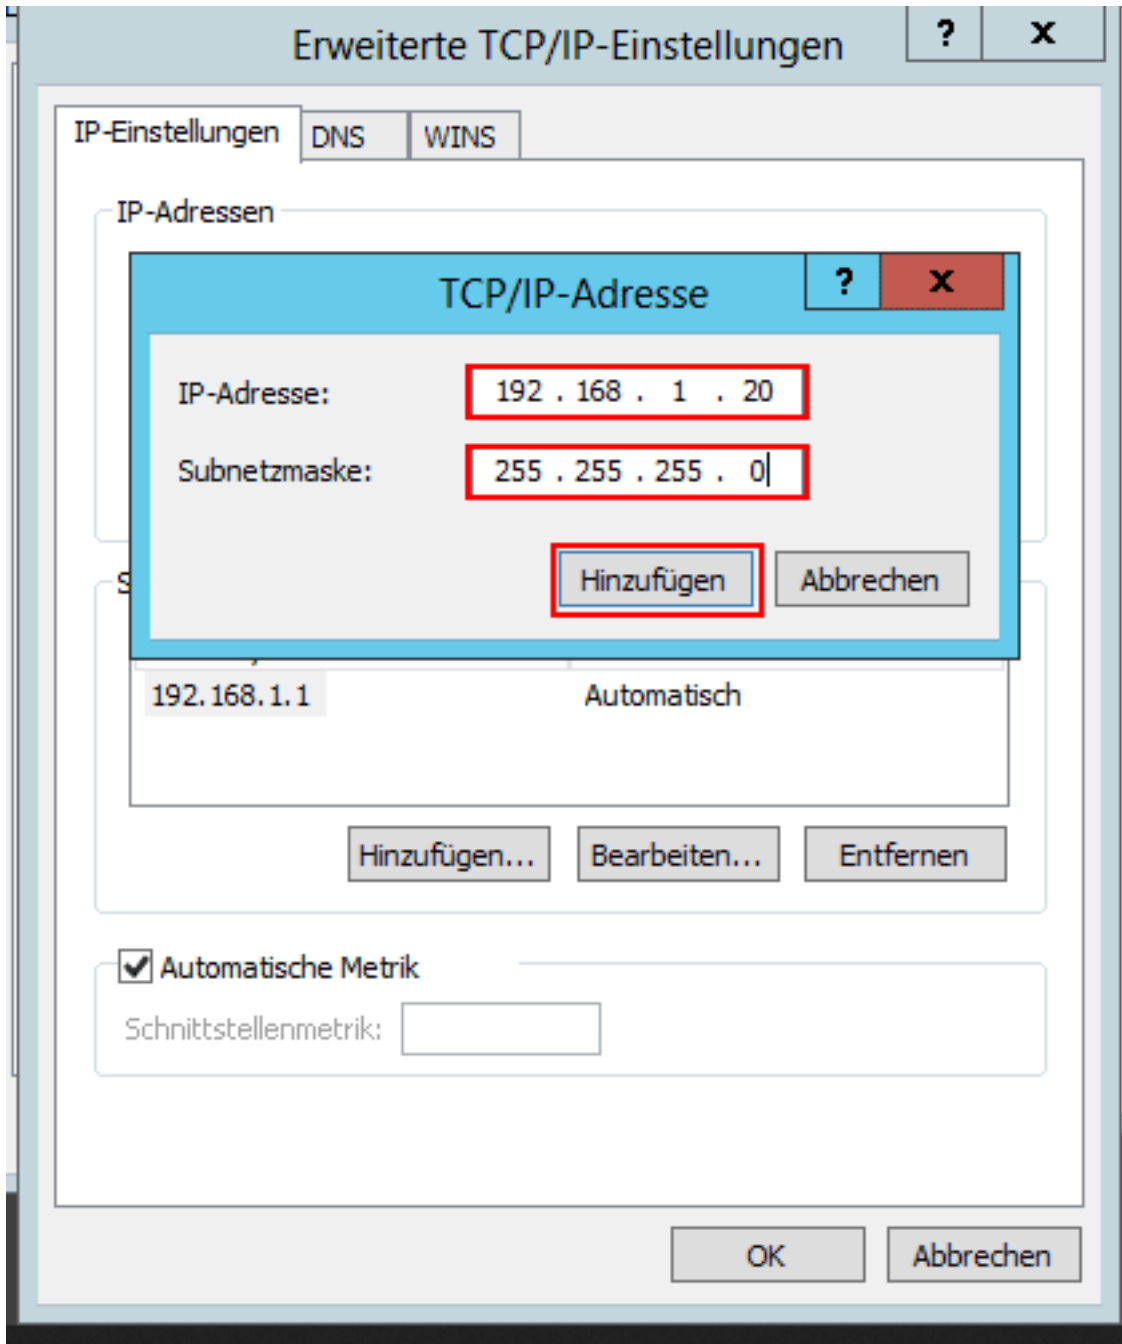 Erweiterte TCP/IP-Einstellungen ? x
IP-Einstellungen DNS WINS
IP-Adressen
TCP/IP-Adresse ? x
IP-Adresse: 192 . 168 . 1 . 20
Subnetzmaske: 255 . 255 . 255 . 0
Hinzufügen Abbrechen
192.168.1.1 Automatisch
Hinzufügen... Bearbeiten... Entfernen
Automatische Metrik
Schnittstellenmetrik:
OK Abbrechen